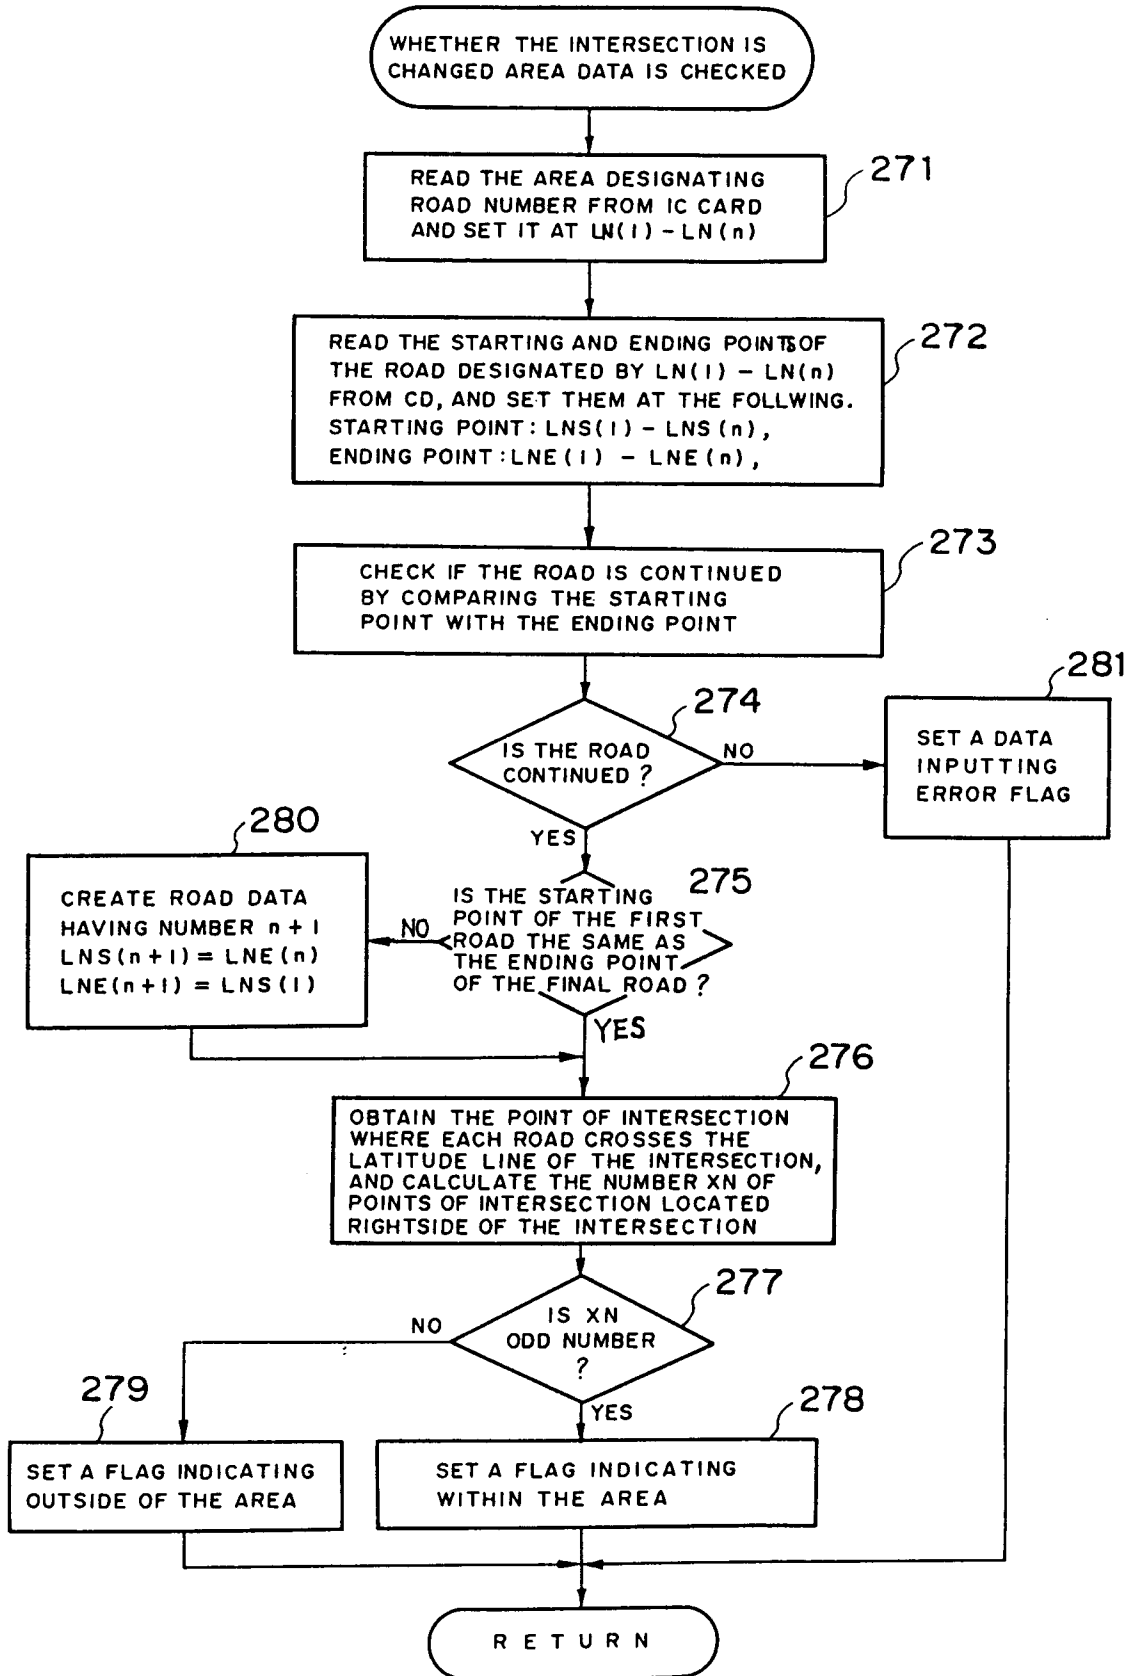 WHETHER THE INTERSECTION IS
CHANGED AREA DATA IS CHECKED
271
READ THE AREA DESIGNATING
ROAD NUMBER FROM IC CARD
AND SET IT AT LN(1) - LN(n)
272
READ THE STARTING AND ENDING POINTS OF
THE ROAD DESIGNATED BY LN(1) - LN(n)
FROM CD, AND SET THEM AT THE FOLLWING.
STARTING POINT: LNS(1) - LNS(n),
ENDING POINT: LNE(1) - LNE(n),
273
CHECK IF THE ROAD IS CONTINUED
BY COMPARING THE STARTING
POINT WITH THE ENDING POINT
281
SET A DATA
INPUTTING
ERROR FLAG
274
IS THE ROAD
CONTINUED?
NO
YES
280
CREATE ROAD DATA
HAVING NUMBER n+1
LNS(n+1) = LNE(n)
LNE(n+1) = LNS(1)
275
IS THE STARTING
POINT OF THE FIRST
ROAD THE SAME AS
THE ENDING POINT
OF THE FINAL ROAD?
NO
YES
276
OBTAIN THE POINT OF INTERSECTION
WHERE EACH ROAD CROSSES THE
LATITUDE LINE OF THE INTERSECTION,
AND CALCULATE THE NUMBER XN OF
POINTS OF INTERSECTION LOCATED
RIGHTSIDE OF THE INTERSECTION
277
IS XN
ODD NUMBER
?
NO
YES
279
SET A FLAG INDICATING
OUTSIDE OF THE AREA
278
SET A FLAG INDICATING
WITHIN THE AREA
RETURN